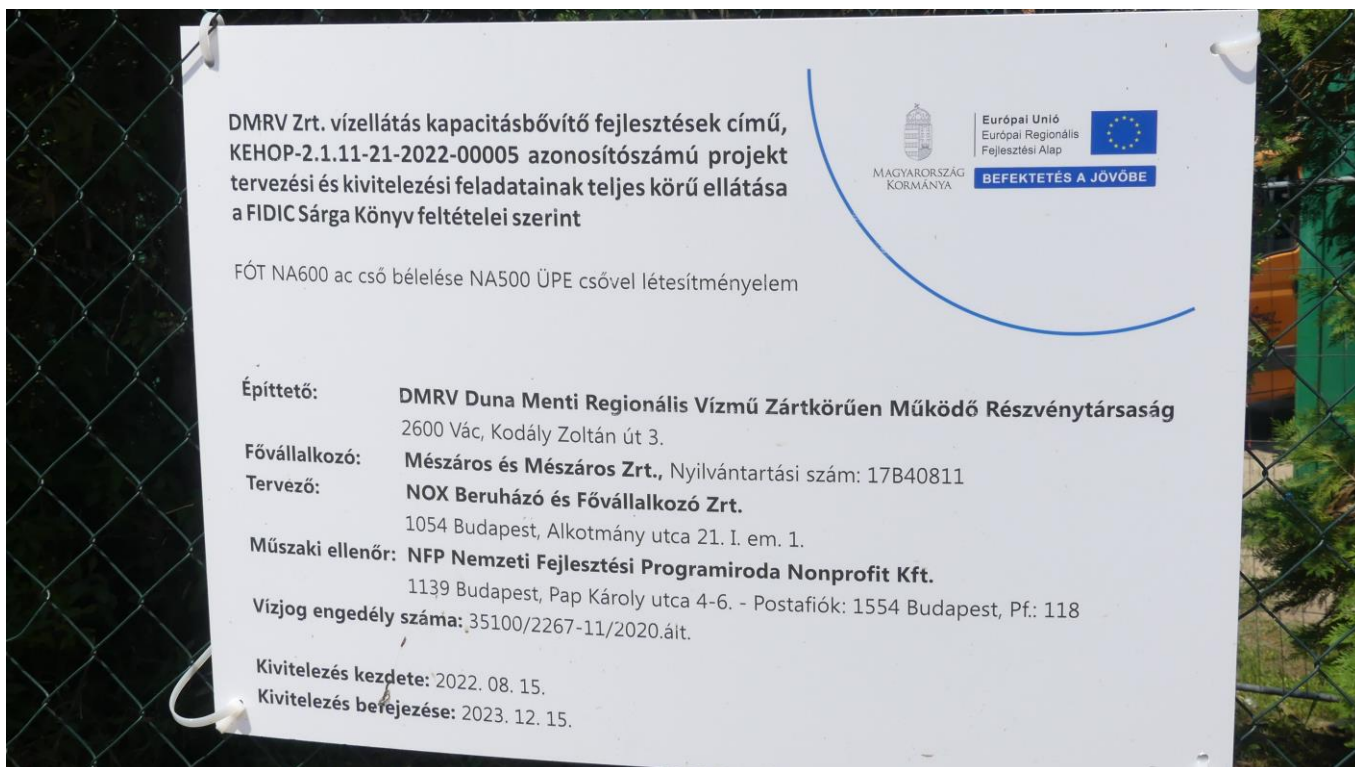 DMRV Zrt. vízellátás kapacitásbővítő fejlesztések című,
KEHOP-2.1.11-21-2022-00005 azonosítószámú projekt
tervezési és kivitelezési feladatainak teljes körű ellátása
a FIDIC Sárga Könyv feltételei szerint
FÓT NA600 ac cső bélelése NA500 ÜPE csővel létesítményelem
MAGYARORSZÁG
KORMÁNYA
Európai Unió
Európai Regionális
Fejlesztési Alap
BEFEKTETÉS A JÖVŐBE
Építtető: DMRV Duna Menti Regionális Vízmű Zártkörűen Működő Részvénytársaság
2600 Vác, Kodály Zoltán út 3.
Fővállalkozó: Mészáros és Mészáros Zrt., Nyilvántartási szám: 17B40811
Tervező: NOX Beruházó és Fővállalkozó Zrt.
1054 Budapest, Alkotmány utca 21. I. em. 1.
Műszaki ellenőr: NFP Nemzeti Fejlesztési Programiroda Nonprofit Kft.
1139 Budapest, Pap Károly utca 4-6. - Postafiók: 1554 Budapest, Pf.: 118
Vízjog engedély száma: 35100/2267-11/2020.ált.
Kivitelezés kezdete: 2022. 08. 15.
Kivitelezés befejezése: 2023. 12. 15.